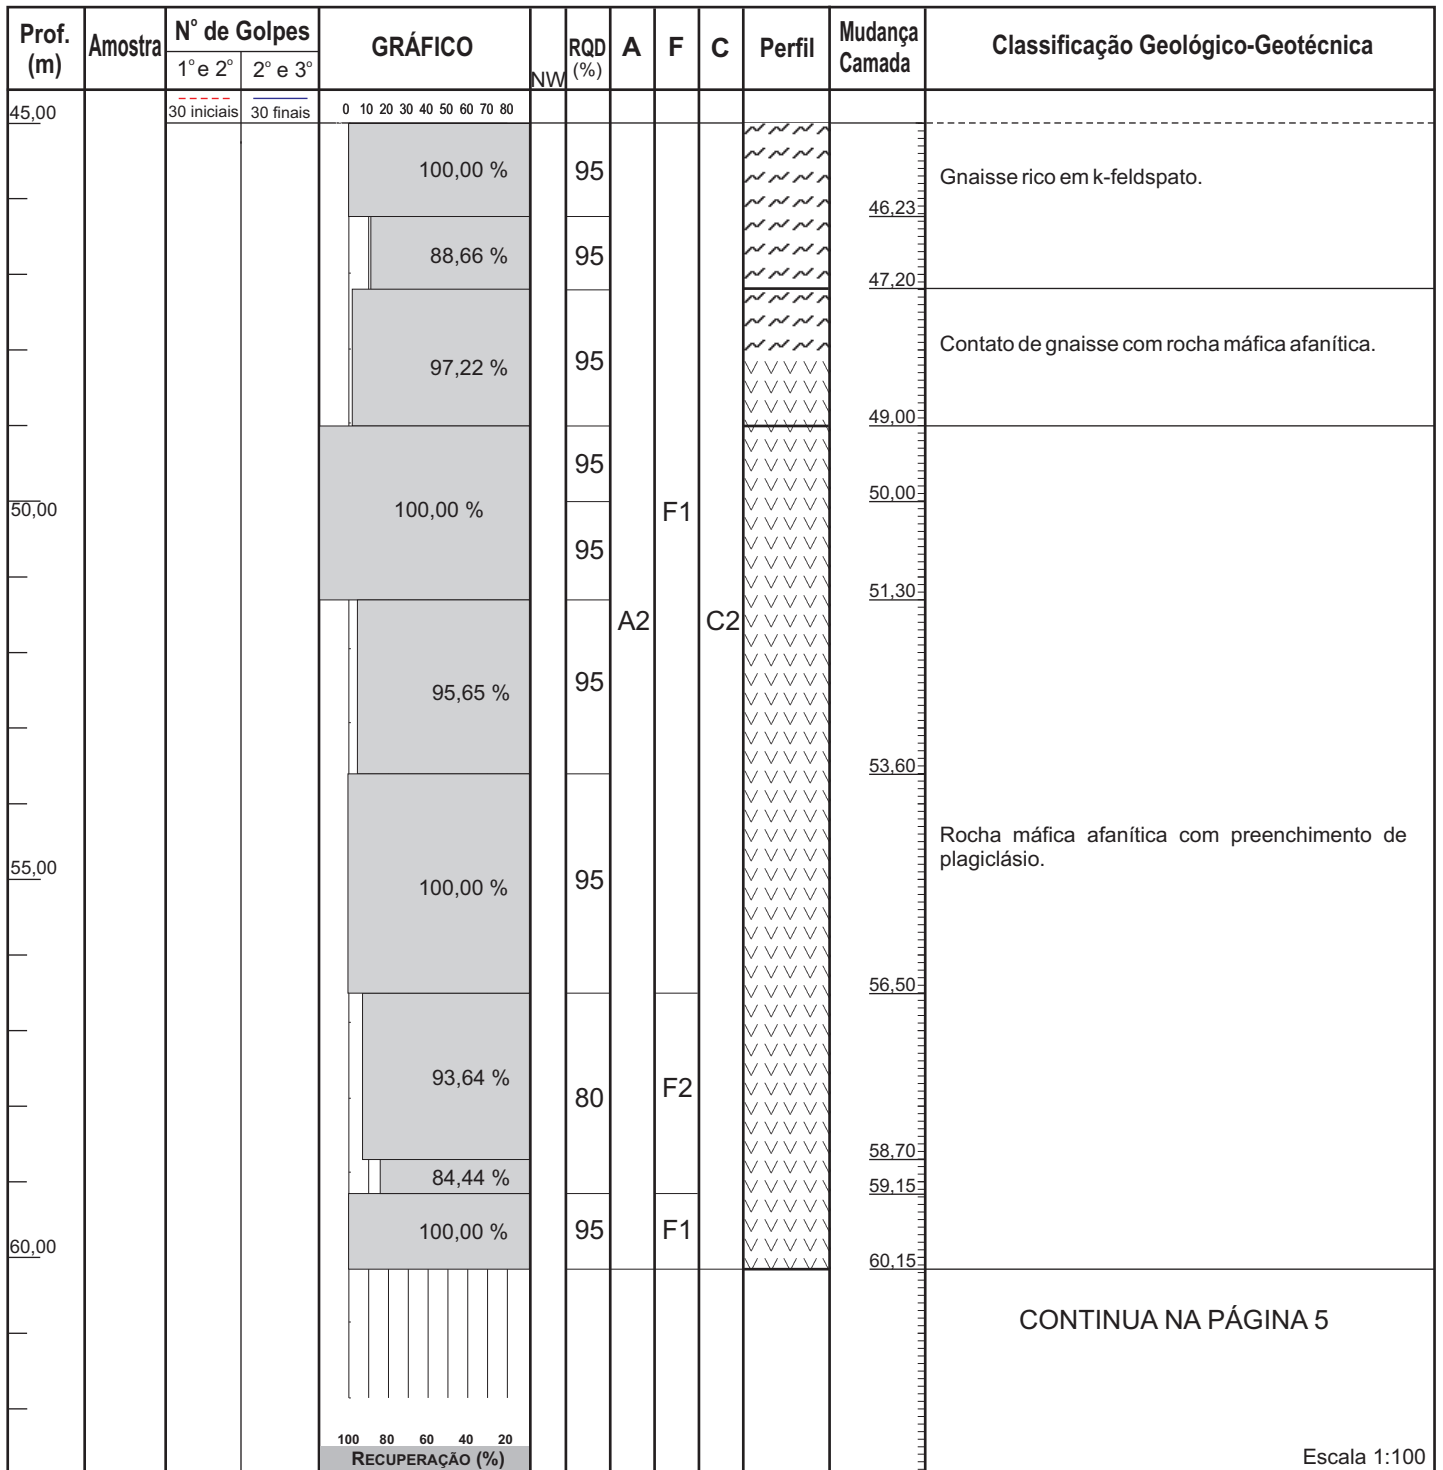 Prof. (m)
Amostra
N° de Golpes
1° e 2°
2° e 3°
GRÁFICO
NW
RQD (%)
A
F
C
Perfil
Mudança Camada
Classificação Geológico-Geotécnica
30 iniciais
30 finais
0 10 20 30 40 50 60 70 80
45,00
100,00 %
95
Gnaisse rico em k-feldspato.
46,23
88,66 %
95
47,20
97,22 %
95
Contato de gnaisse com rocha máfica afanítica.
49,00
95
50,00
50,00
100,00 %
F1
95
51,30
A2
C2
95,65 %
95
53,60
Rocha máfica afanítica com preenchimento de
plagiclásio.
55,00
100,00 %
95
56,50
93,64 %
80
F2
58,70
84,44 %
59,15
100,00 %
95
F1
60,00
60,15
CONTINUA NA PÁGINA 5
100 80 60 40 20
RECUPERAÇÃO (%)
Escala 1:100